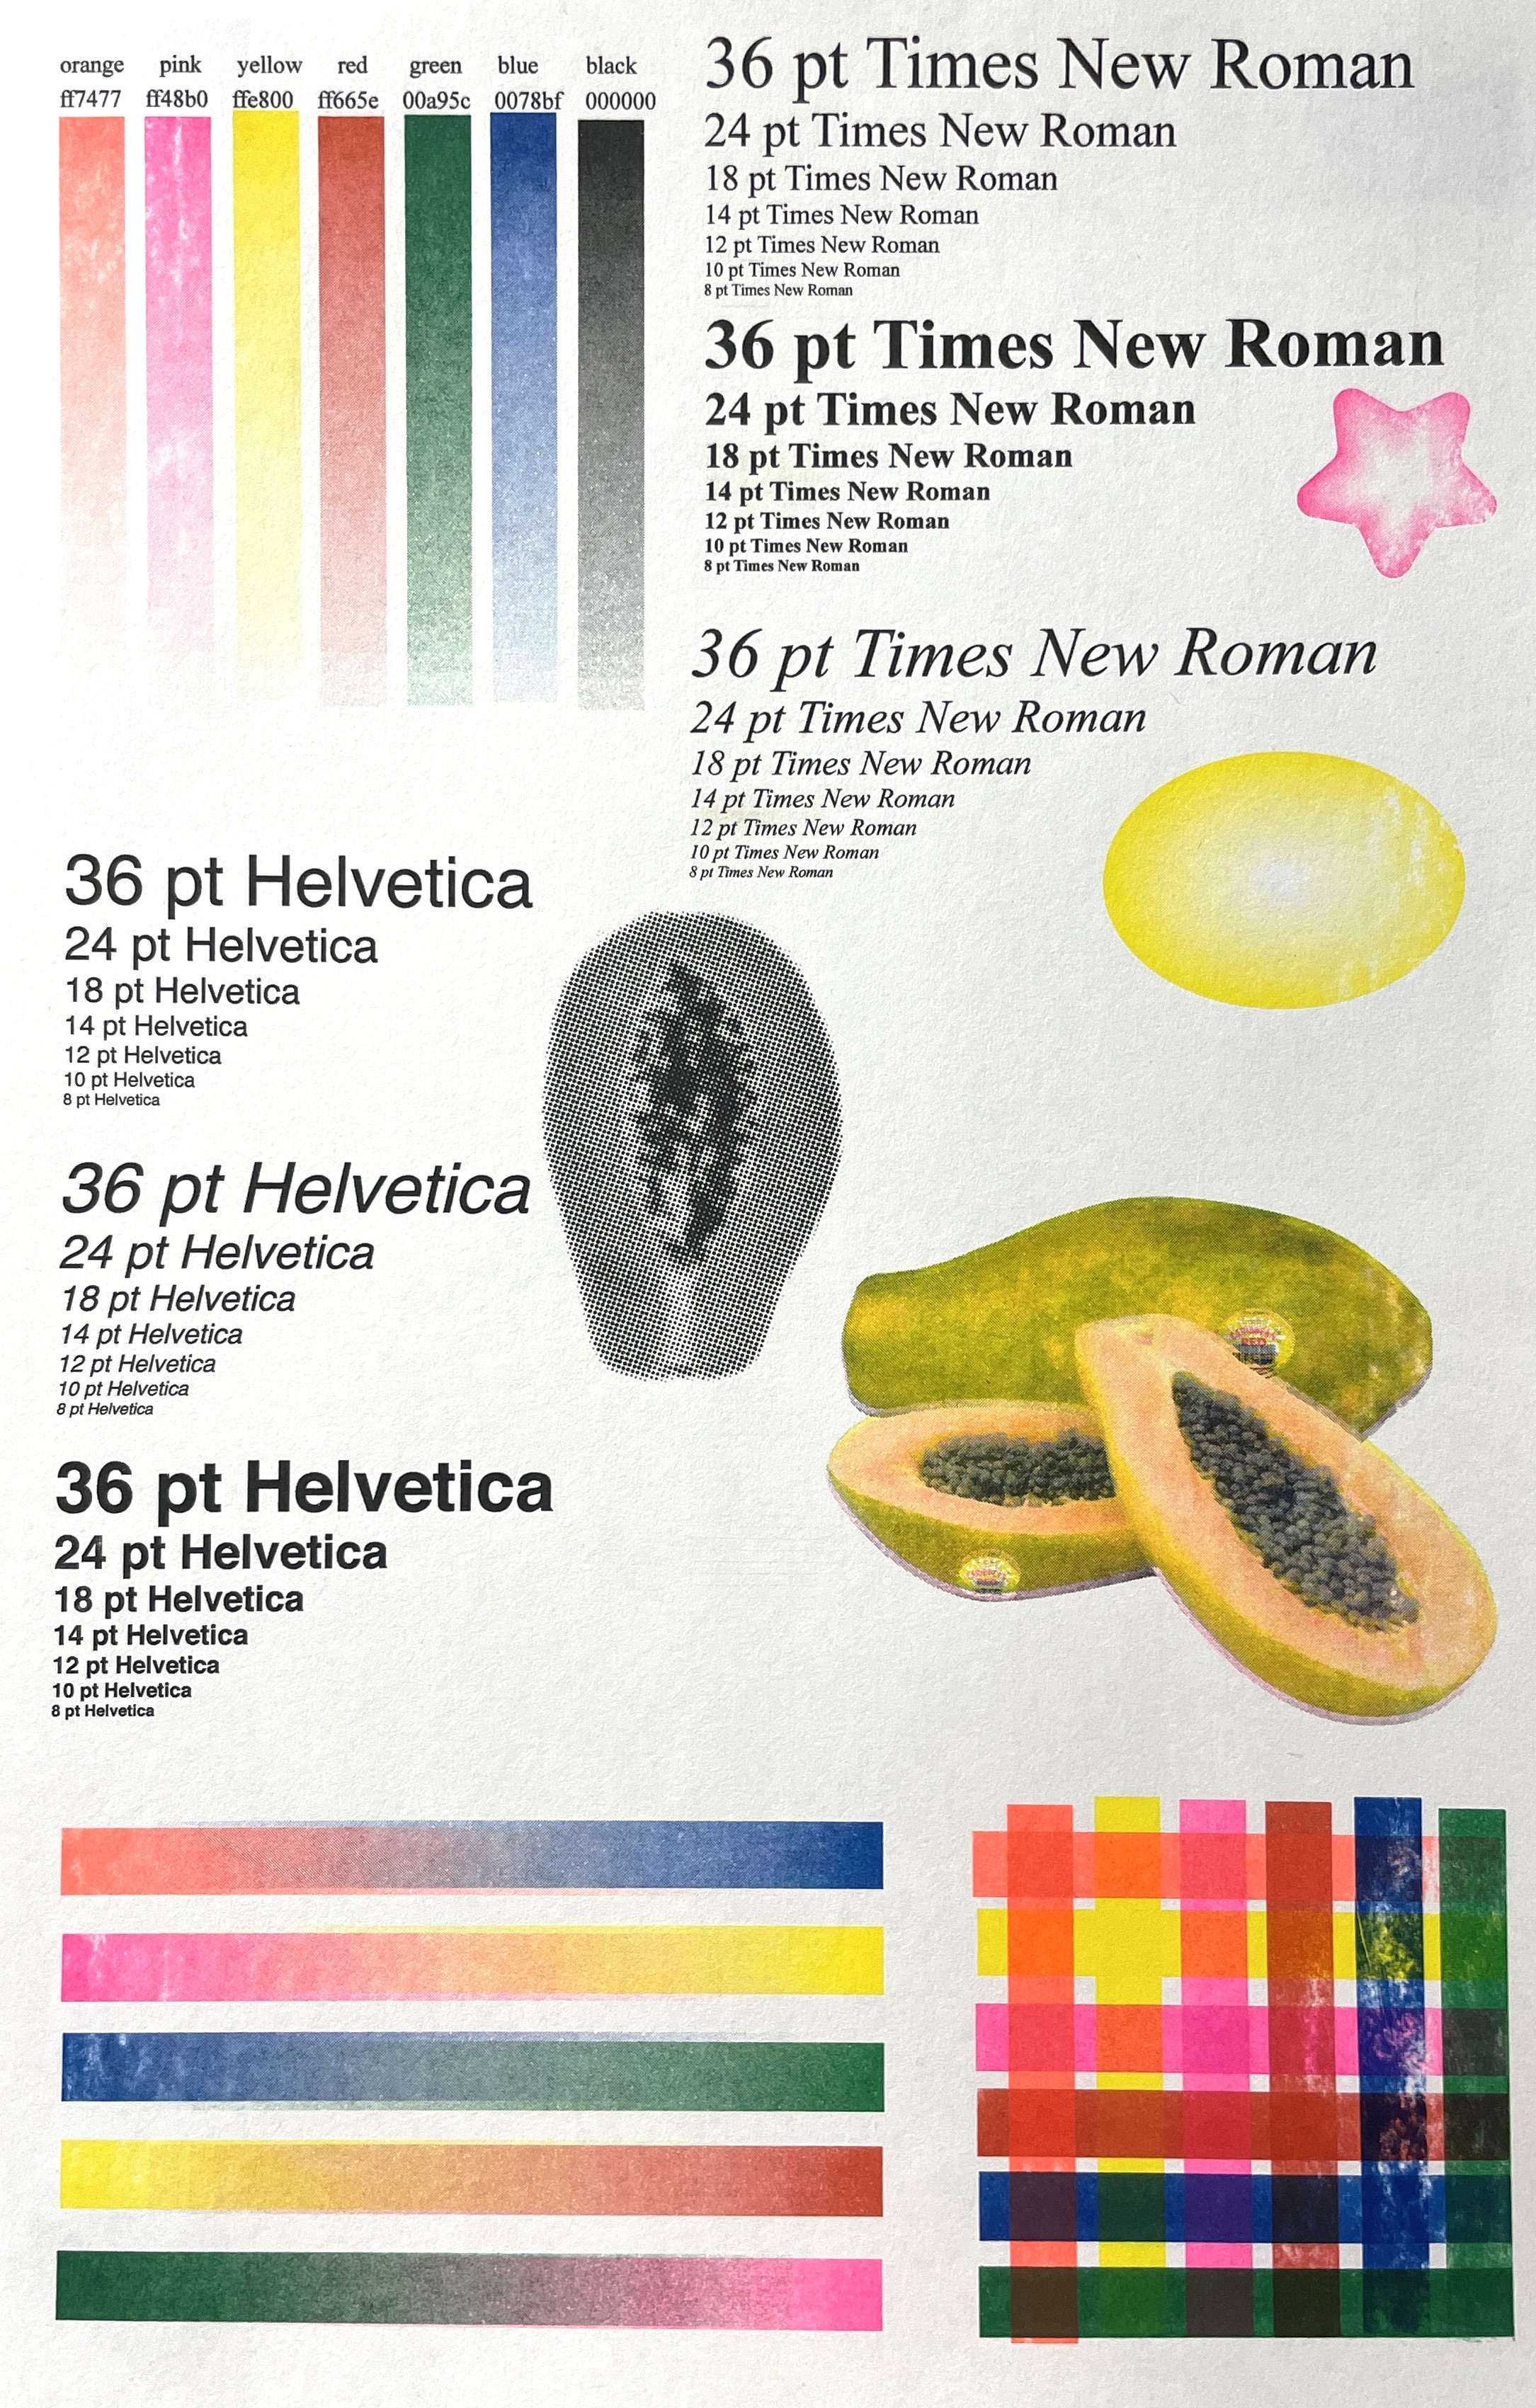 orange pink yellow red green blue black
ff7477 ff48b0 ffe800 ff665e 00a95c 0078bf 000000
36 pt Times New Roman
24 pt Times New Roman
18 pt Times New Roman
14 pt Times New Roman
12 pt Times New Roman
10 pt Times New Roman
8 pt Times New Roman
36 pt Times New Roman
24 pt Times New Roman
18 pt Times New Roman
14 pt Times New Roman
12 pt Times New Roman
10 pt Times New Roman
8 pt Times New Roman
36 pt Times New Roman
24 pt Times New Roman
18 pt Times New Roman
14 pt Times New Roman
12 pt Times New Roman
10 pt Times New Roman
8 pt Times New Roman
36 pt Helvetica
24 pt Helvetica
18 pt Helvetica
14 pt Helvetica
12 pt Helvetica
10 pt Helvetica
8 pt Helvetica
36 pt Helvetica
24 pt Helvetica
18 pt Helvetica
14 pt Helvetica
12 pt Helvetica
10 pt Helvetica
8 pt Helvetica
36 pt Helvetica
24 pt Helvetica
18 pt Helvetica
14 pt Helvetica
12 pt Helvetica
10 pt Helvetica
8 pt Helvetica